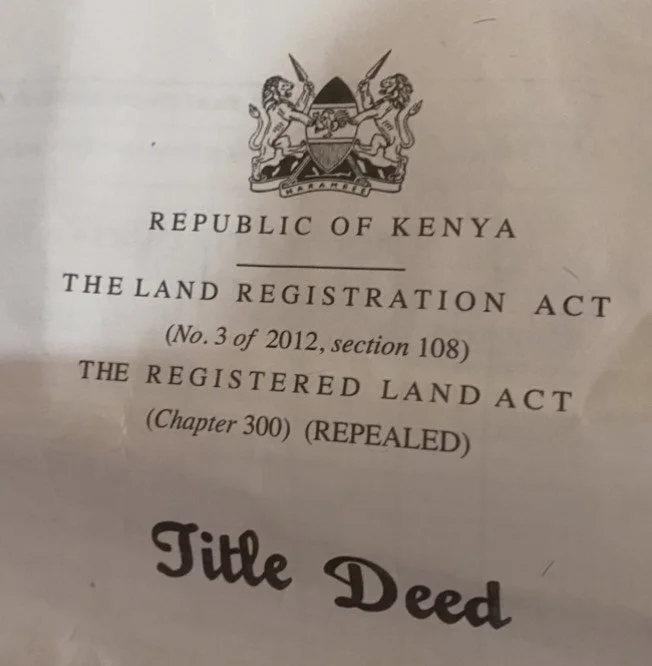 HARAMBEE
REPUBLIC OF KENYA
THE LAND REGISTRATION ACT
(No. 3 of 2012, section 108)
THE REGISTERED LAND ACT
(Chapter 300) (REPEALED)
Title Deed